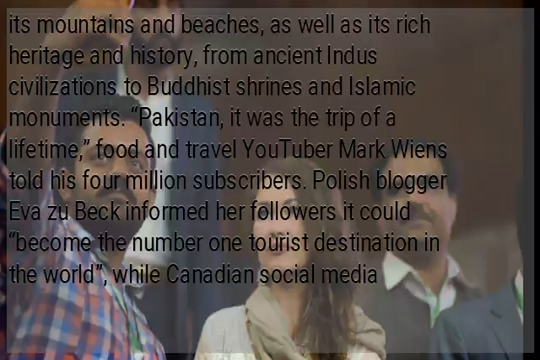 its mountains and beaches, as well as its rich
heritage and history, from ancient Indus
civilizations to Buddhist shrines and Islamic
monuments. “Pakistan, it was the trip of a
lifetime,” food and travel YouTuber Mark Wiens
told his four million subscribers. Polish blogger
Eva zu Beck informed her followers it could
“become the number one tourist destination in
the world”, while Canadian social media